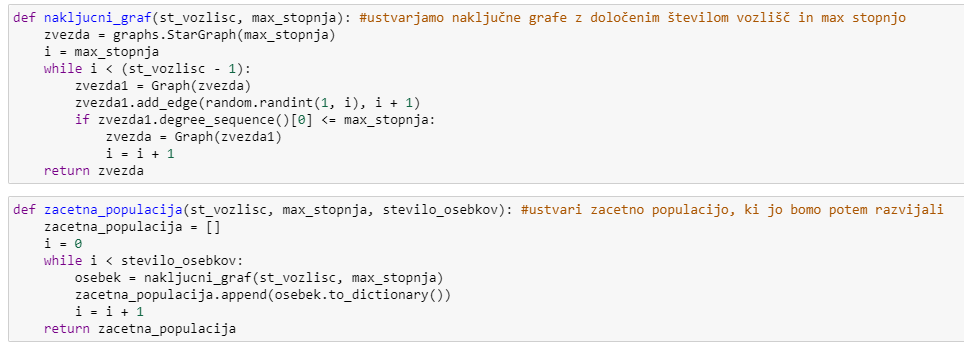 def nakljucni_graf(st_vozlisc, max_stopnja): #ustvarjamo naključne grafe z določenim številom vozlišč in max stopnjo
    zvezda = graphs.StarGraph(max_stopnja)
    i = max_stopnja
    while i < (st_vozlisc - 1):
        zvezda1 = Graph(zvezda)
        zvezda1.add_edge(random.randint(1, i), i + 1)
        if zvezda1.degree_sequence()[0] <= max_stopnja:
            zvezda = Graph(zvezda1)
            i = i + 1
    return zvezda
def zacetna_populacija(st_vozlisc, max_stopnja, stevilo_osebkov): #ustvari zacetno populacijo, ki jo bomo potem razvijali
    zacetna_populacija = []
    i = 0
    while i < stevilo_osebkov:
        osebek = nakljucni_graf(st_vozlisc, max_stopnja)
        zacetna_populacija.append(osebek.to_dictionary())
        i = i + 1
    return zacetna_populacija